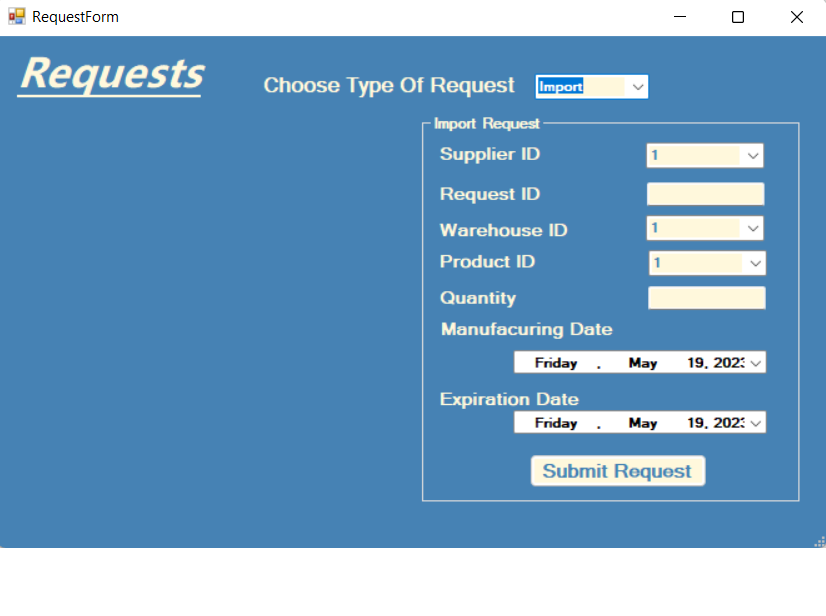 RequestForm
Requests
Choose Type Of Request Import
Import Request
Supplier ID 1
Request ID
Warehouse ID 1
Product ID 1
Quantity
Manufacuring Date
Friday , May 19, 2023
Expiration Date
Friday , May 19, 2023
Submit Request